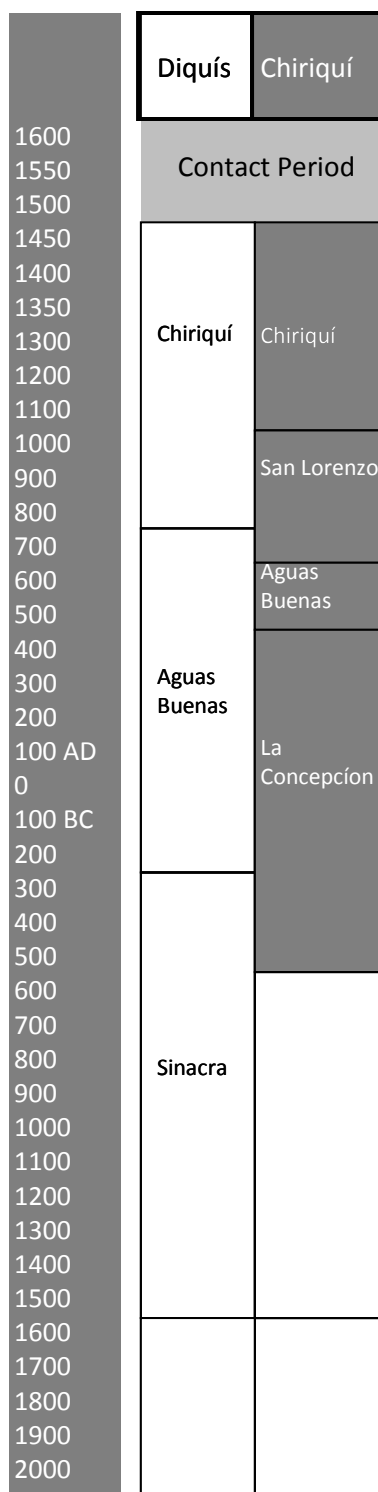 Diquís Chiriquí
1600
1550 Contact Period
1500
1450
1400
1350
1300 Chiriquí Chiriquí
1200
1100
1000
900 San Lorenzo
800
700
600 Aguas
500 Buenas
400
300 Aguas
200 Buenas
100 AD La
0 Concepcíon
100 BC
200
300
400
500
600
700
800 Sinacra
900
1000
1100
1200
1300
1400
1500
1600
1700
1800
1900
2000